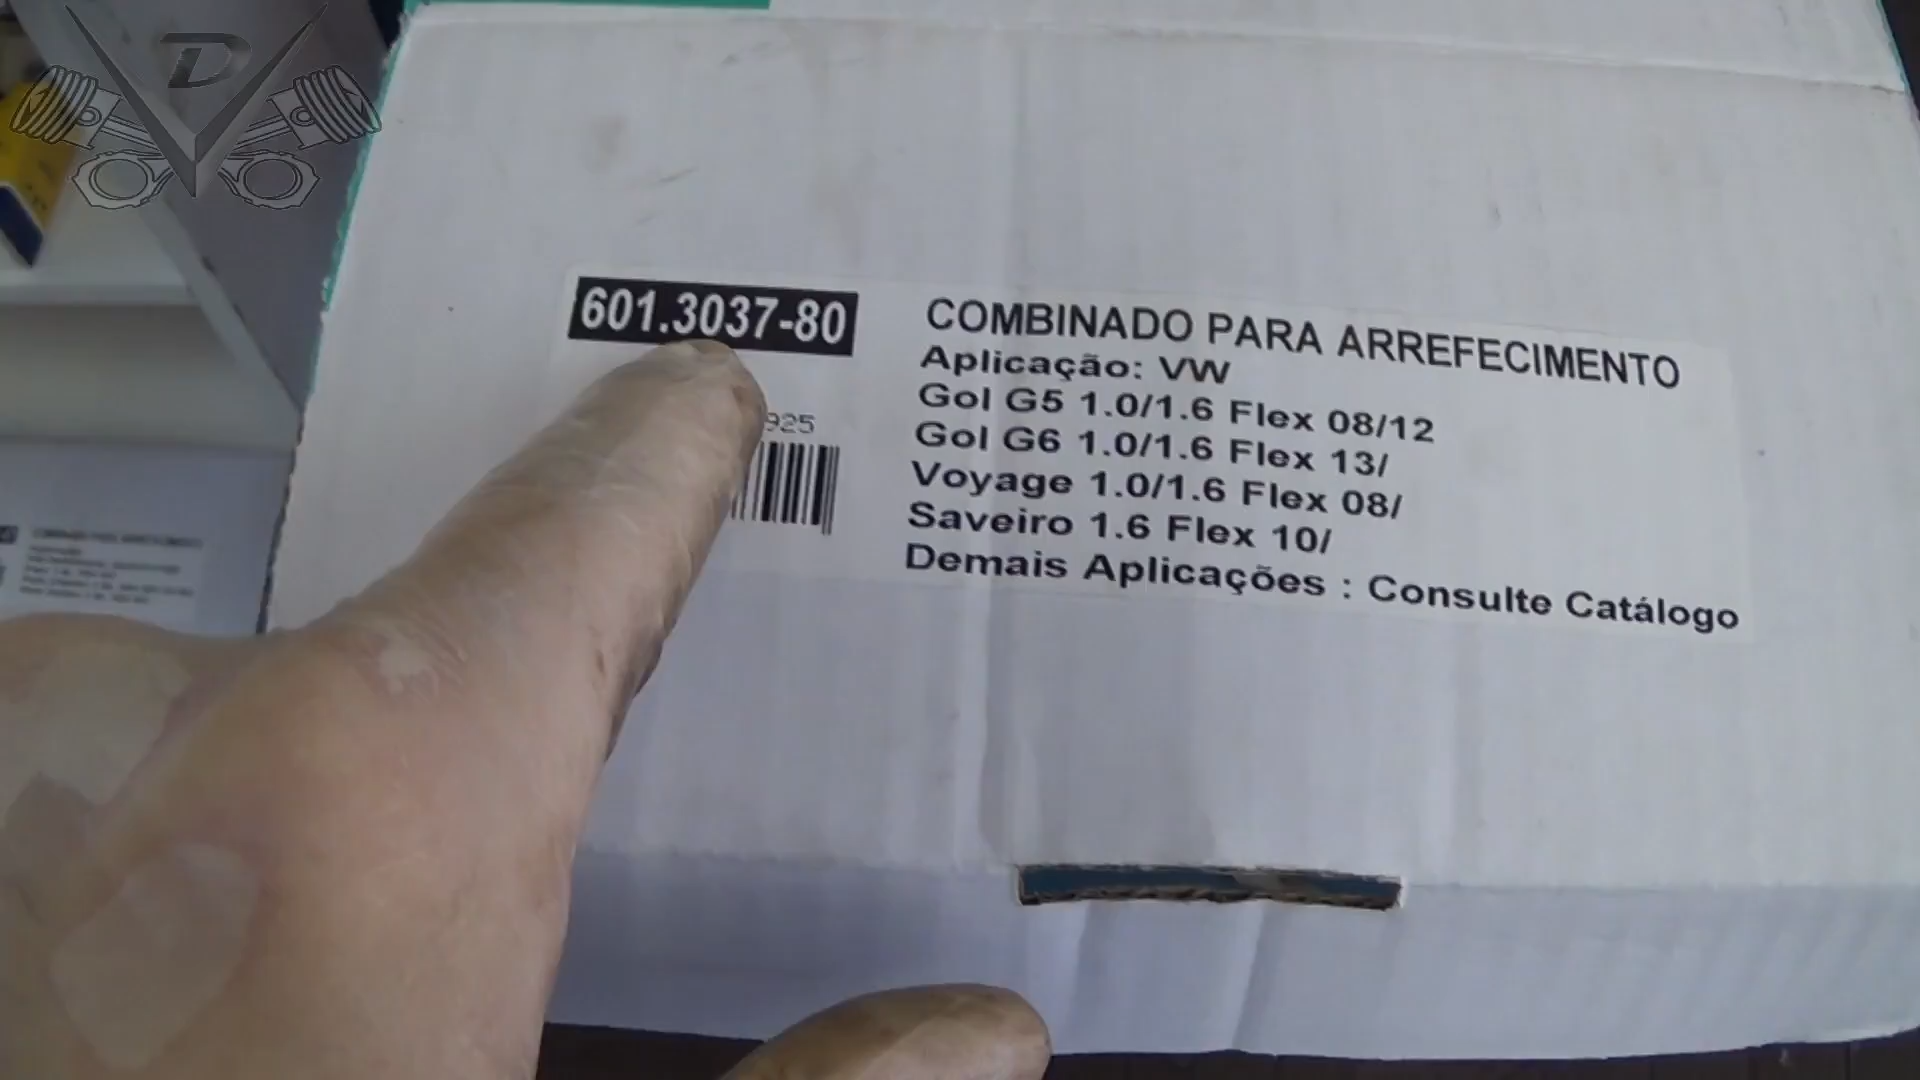 D
601.3037-80
925
COMBINADO PARA ARREFECIMENTO
Aplicação: VW
Gol G5 1.0/1.6 Flex 08/12
Gol G6 1.0/1.6 Flex 13/
Voyage 1.0/1.6 Flex 08/
Saveiro 1.6 Flex 10/
Demais Aplicações : Consulte Catálogo